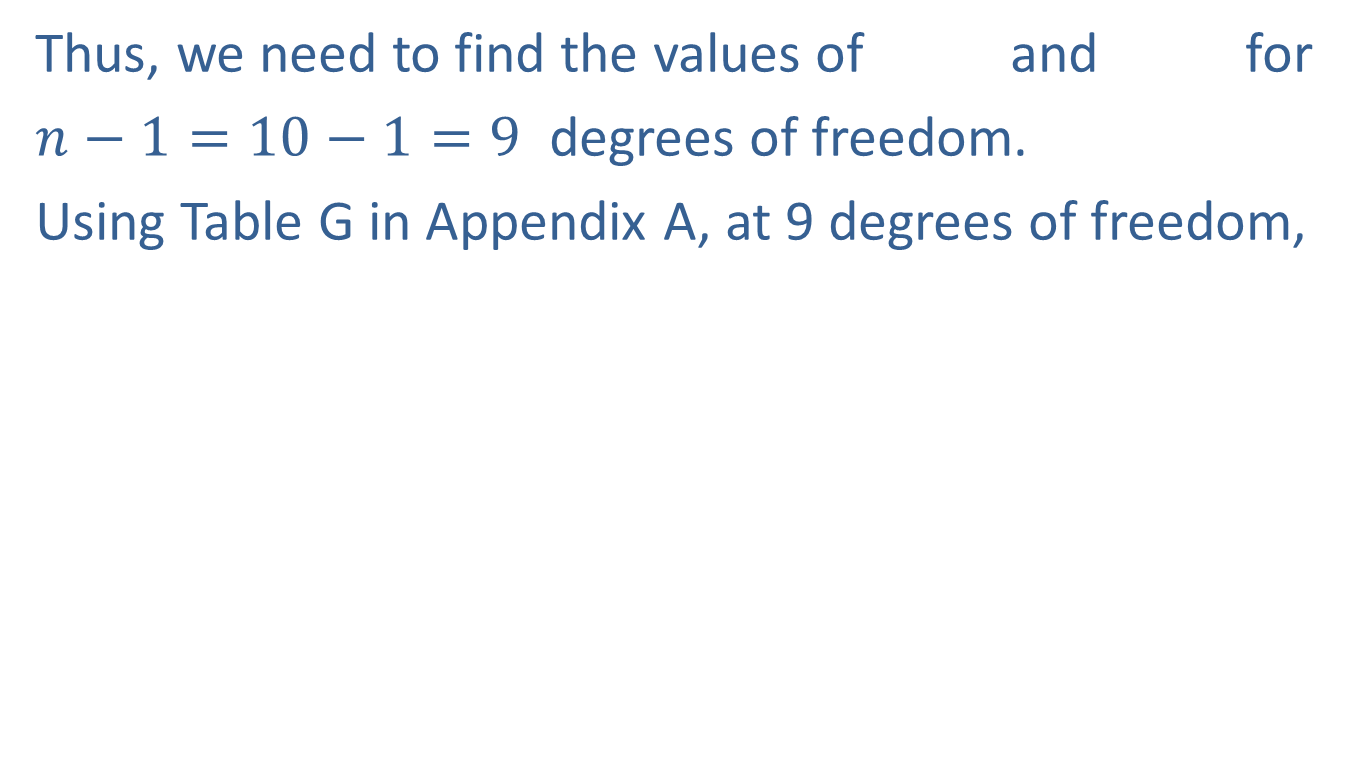 Thus, we need to find the values of and for
𝑛 − 1 = 10 − 1 = 9 degrees of freedom.
Using Table G in Appendix A, at 9 degrees of freedom,